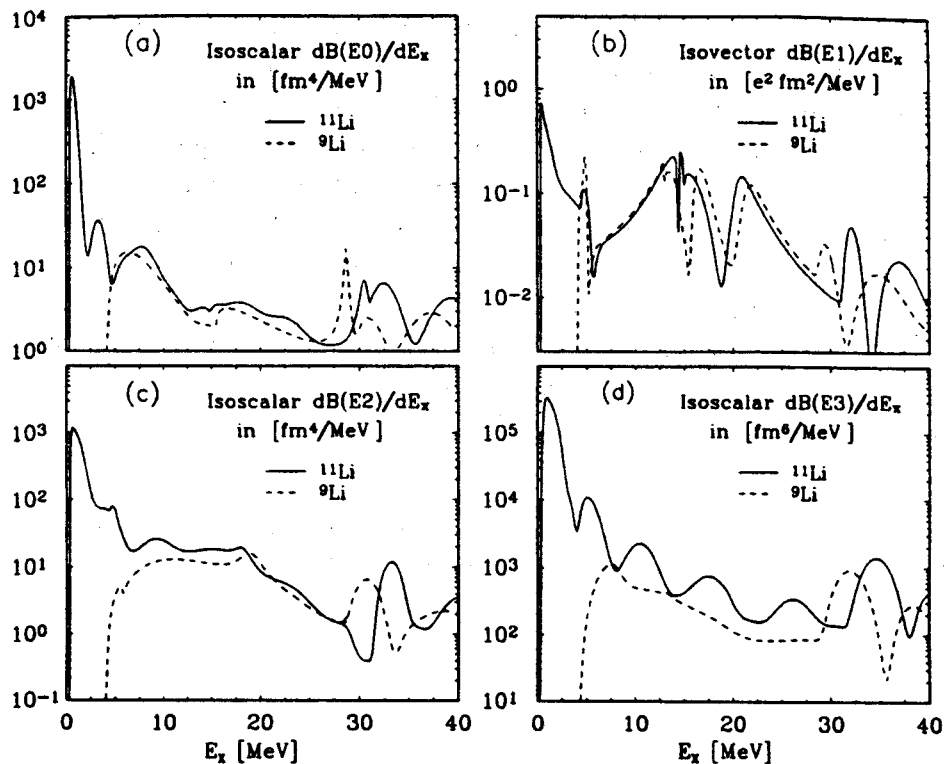 (a)
Isoscalar dB(E0)/dEₓ
in [fm⁴/MeV]
¹¹Li
⁹Li
10⁴
10³
10²
10¹
10⁰
(b)
Isovector dB(E1)/dEₓ
in [e² fm²/MeV]
¹¹Li
⁹Li
10⁰
10⁻¹
10⁻²
(c)
Isoscalar dB(E2)/dEₓ
in [fm⁴/MeV]
¹¹Li
⁹Li
10³
10²
10¹
10⁰
10⁻¹
0 10 20 30 40
Eₓ [MeV]
(d)
Isoscalar dB(E3)/dEₓ
in [fm⁶/MeV]
¹¹Li
⁹Li
10⁵
10⁴
10³
10²
10¹
0 10 20 30 40
Eₓ [MeV]